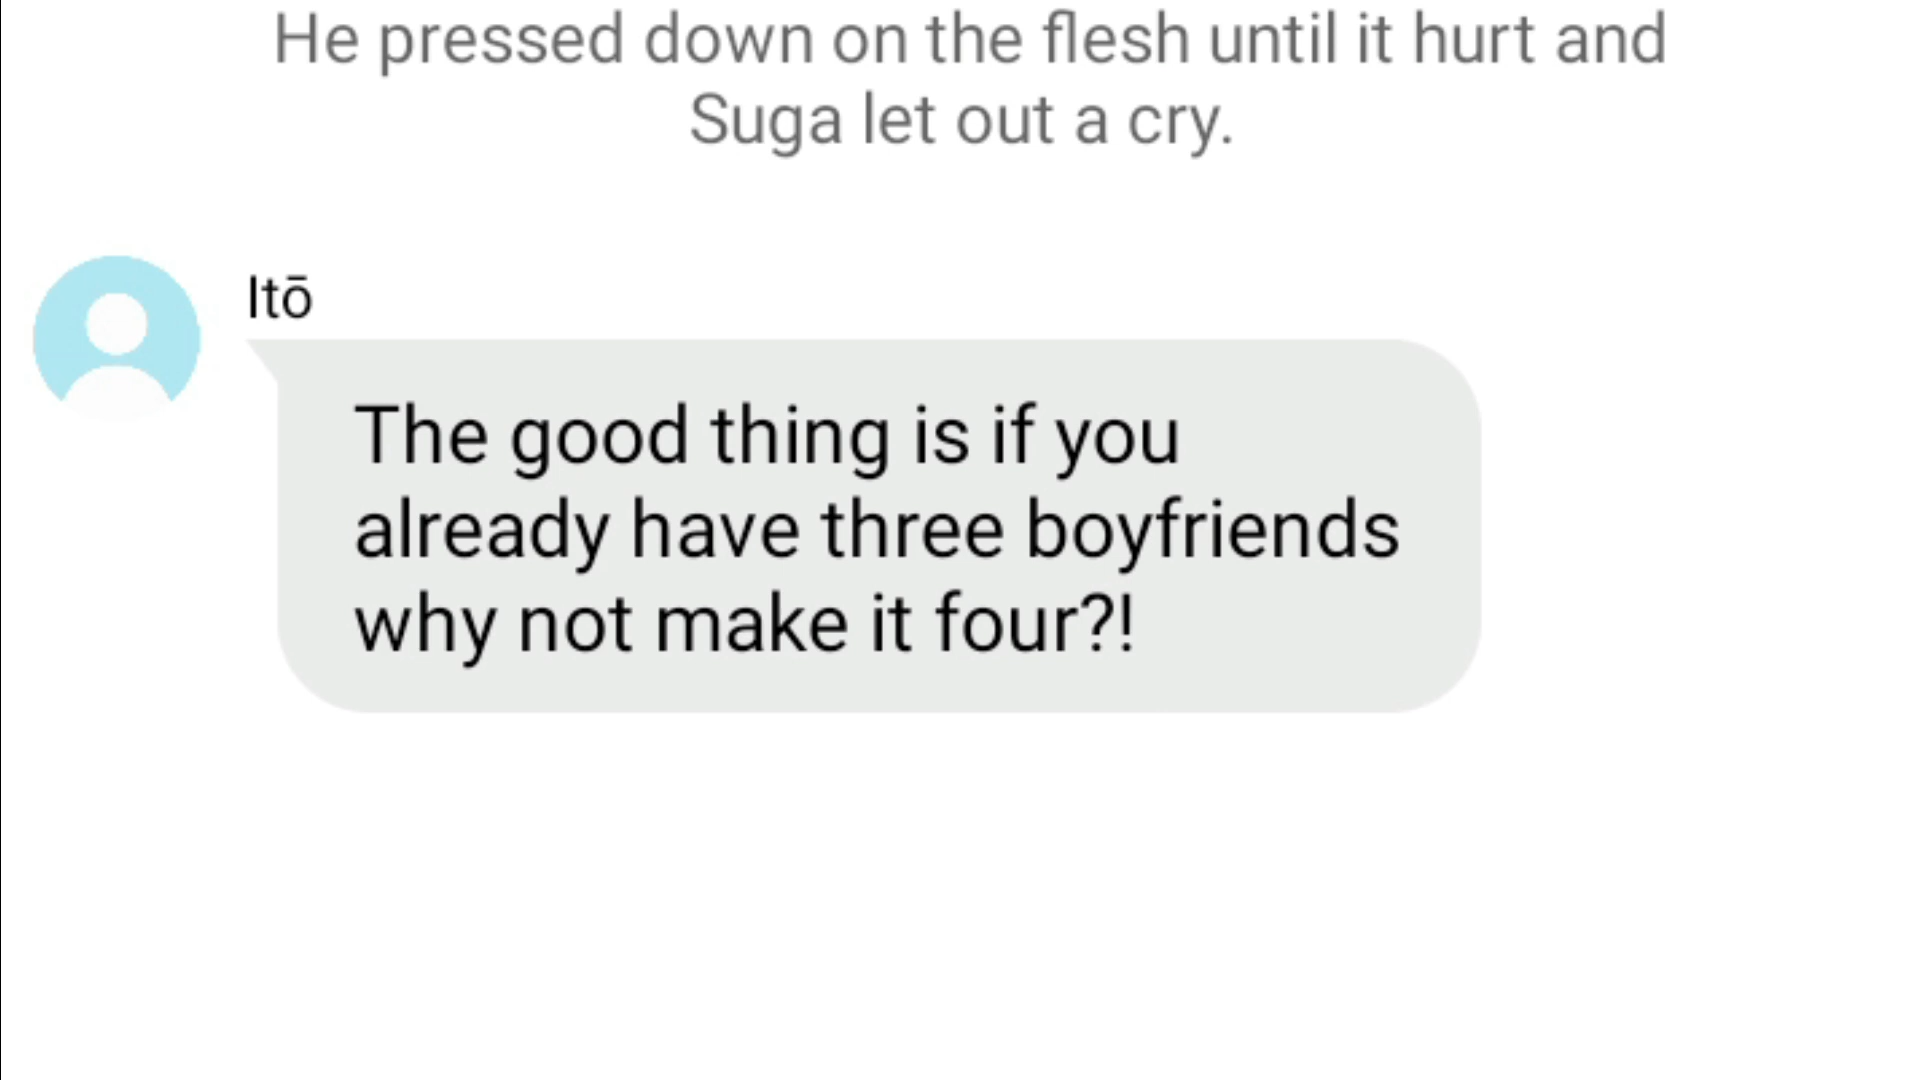 He pressed down on the flesh until it hurt and
Suga let out a cry.
Itō
The good thing is if you
already have three boyfriends
why not make it four?!